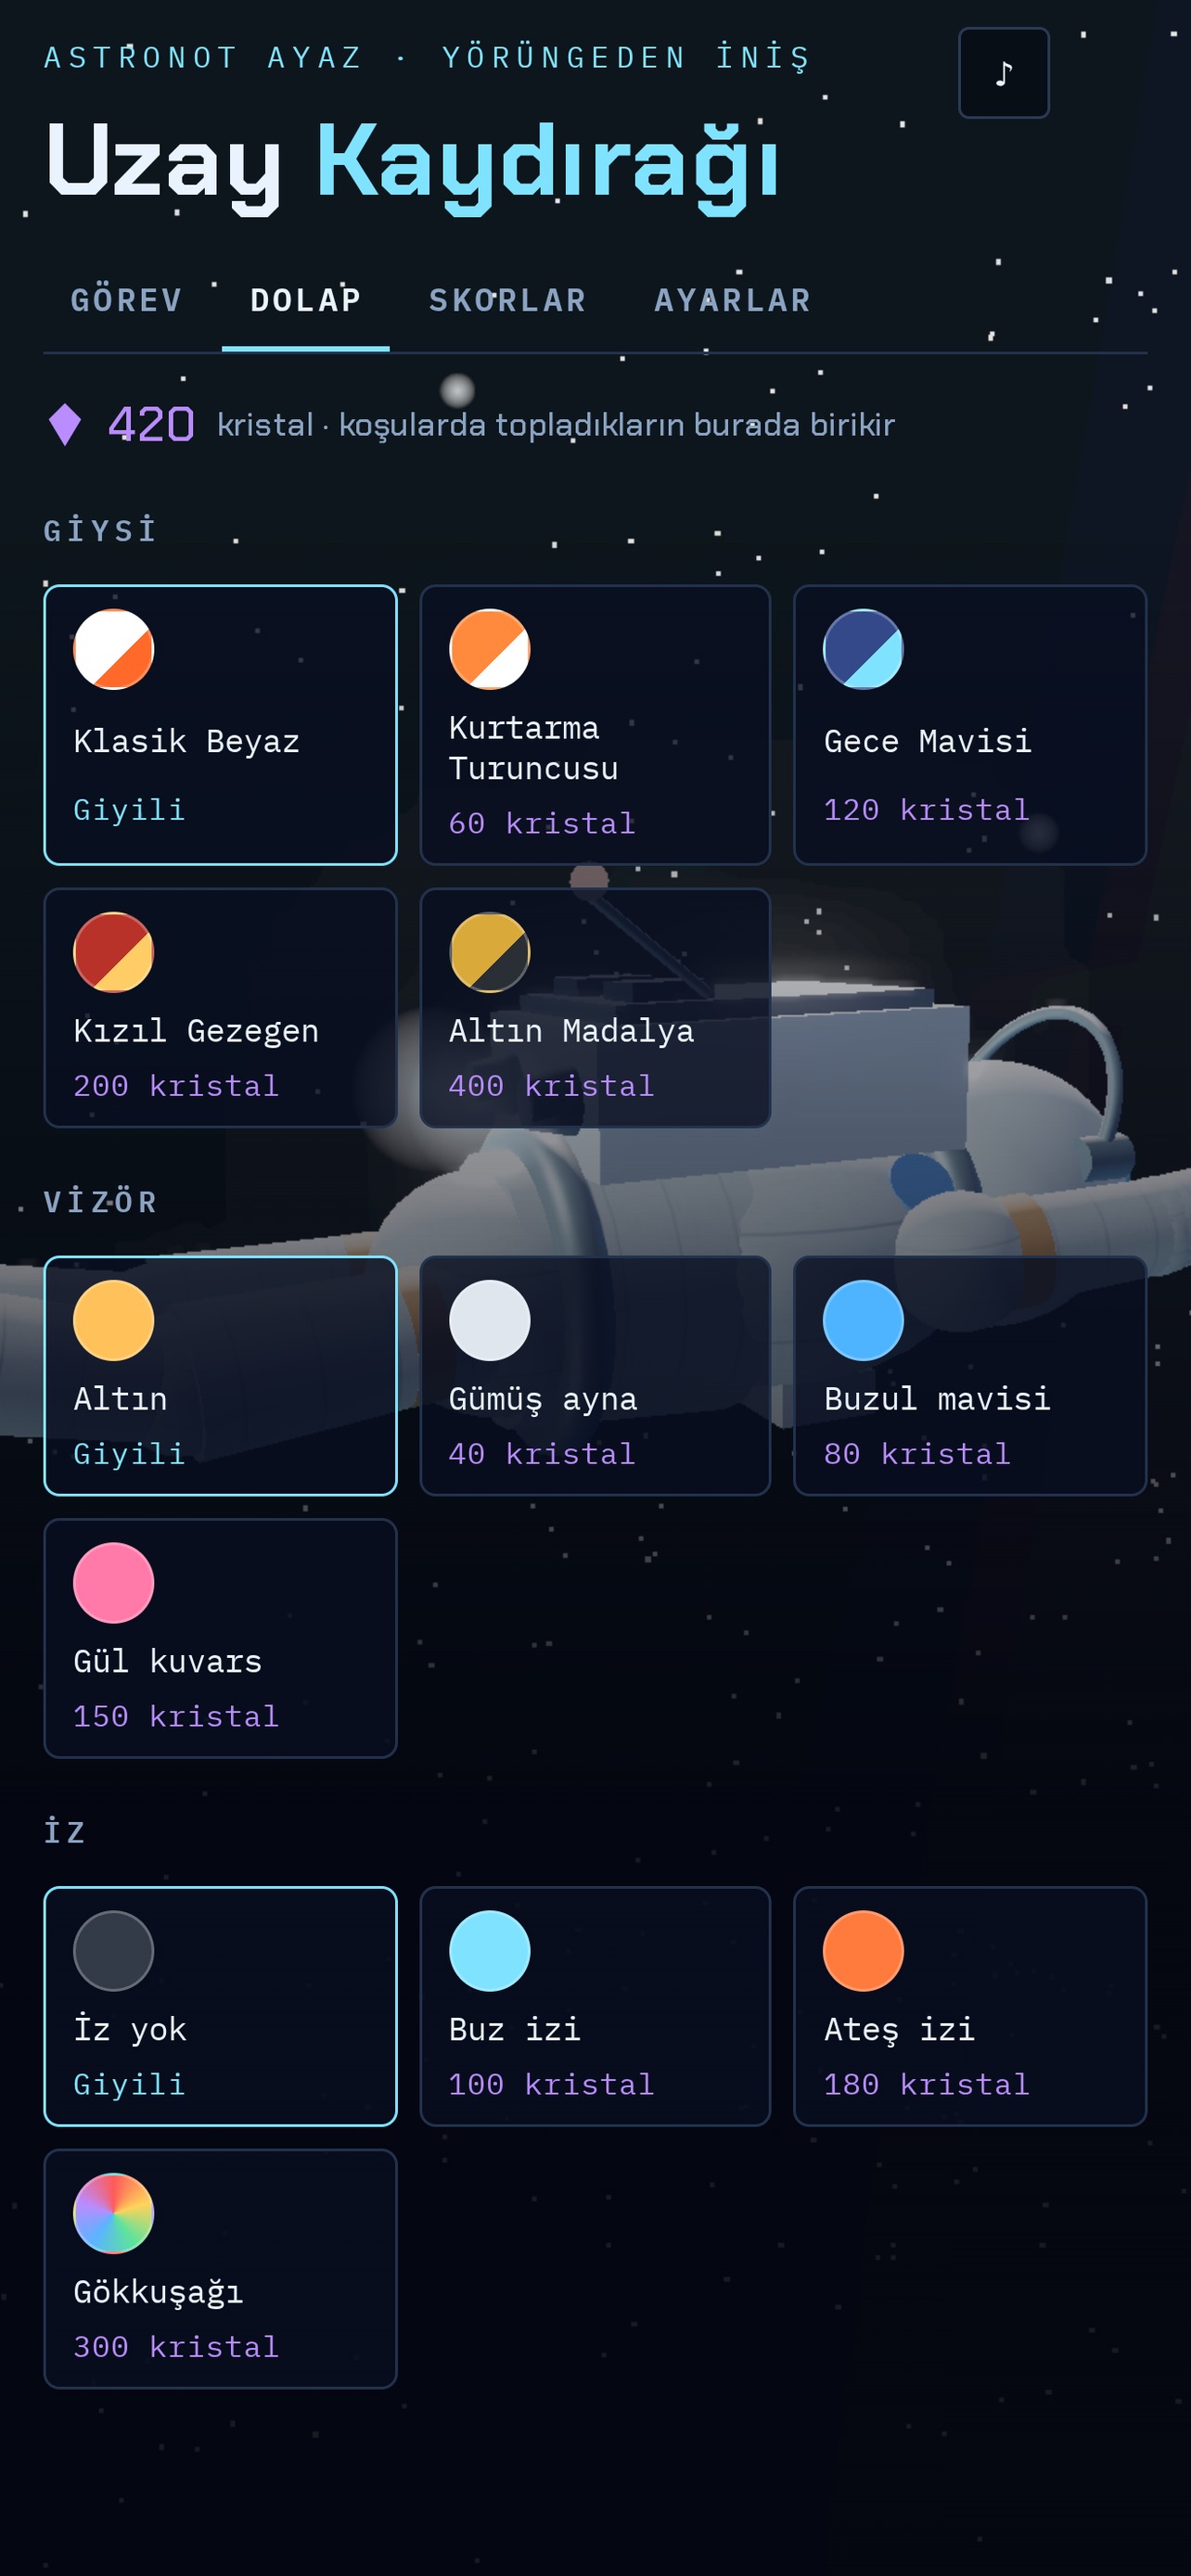 ASTRONOT AYAZ · YÖRÜNGEDEN İNİŞ
♪
Uzay Kaydırağı
GÖREV DOLAP SKORLAR AYARLAR
420 kristal · koşularda topladıkların burada birikir
GİYSİ
Klasik Beyaz
Giyili
Kurtarma
Turuncusu
60 kristal
Gece Mavisi
120 kristal
Kızıl Gezegen
200 kristal
Altın Madalya
400 kristal
VİZÖR
Altın
Giyili
Gümüş ayna
40 kristal
Buzul mavisi
80 kristal
Gül kuvars
150 kristal
İZ
İz yok
Giyili
Buz izi
100 kristal
Ateş izi
180 kristal
Gökkuşağı
300 kristal